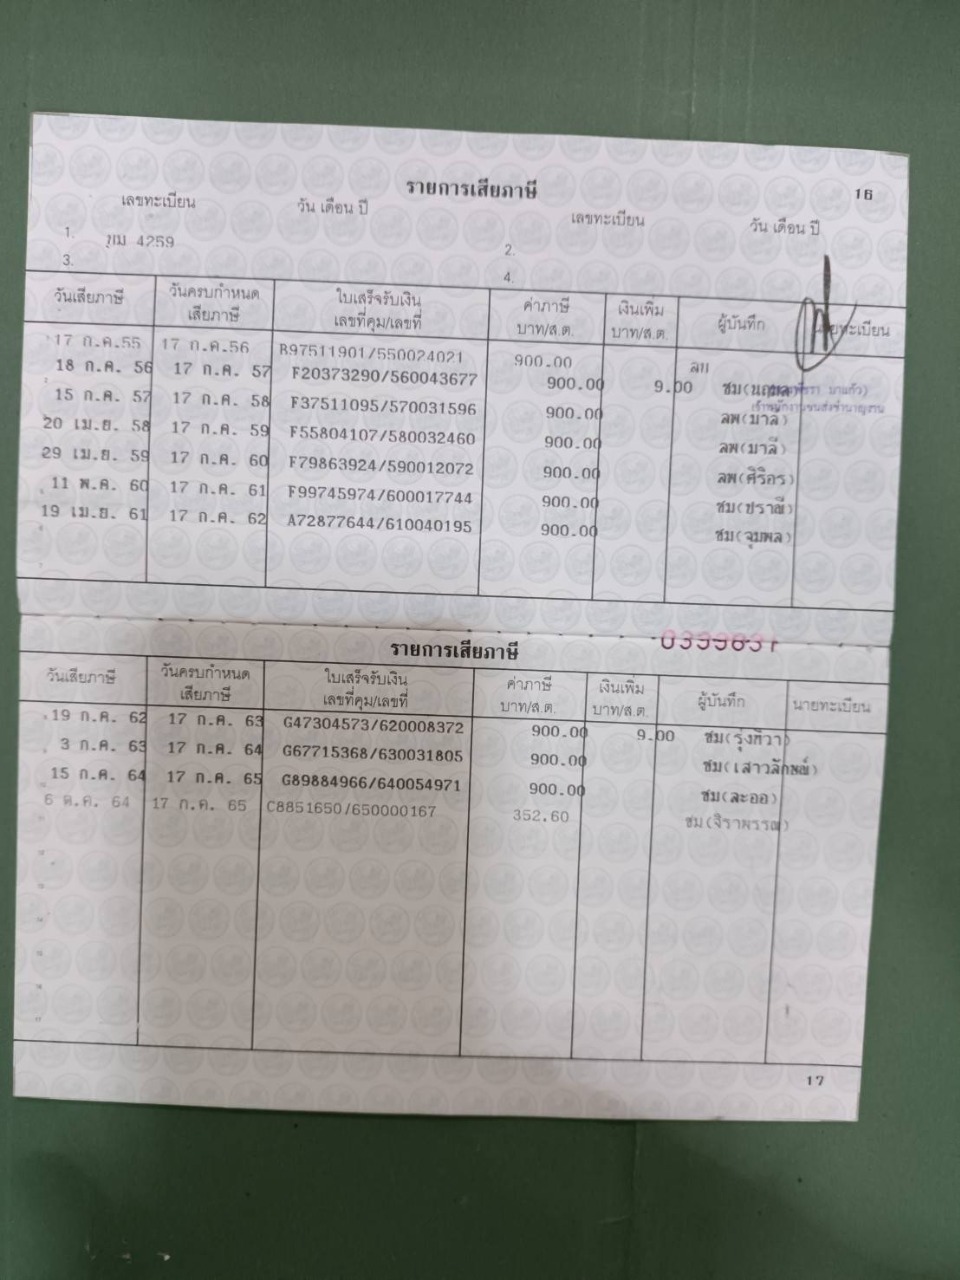 16
รายการเสียภาษี
เลขทะเบียน วัน เดือน ปี เลขทะเบียน วัน เดือน ปี
1. 4259 2.
3. 4.
วันเสียภาษี วันครบกำหนดเสียภาษี ใบเสร็จรับเงิน เลขที่คุม/เลขที่ ค่าภาษี บาท/ส.ต. เงินเพิ่ม บาท/ส.ต. ผู้บันทึก นายทะเบียน
17 ก.ค.55 17 ก.ค.56 B97511901/550024021 900.00
18 ก.ค. 56 17 ก.ค. 57 F20373290/560043677 900.00 9.00
15 ก.ค. 57 17 ก.ค. 58 F37511095/570031596 900.00 ลพ(มาลี)
20 เม.ย. 58 17 ก.ค. 59 F55804107/580032460 900.00 ลพ(มาลี)
29 เม.ย. 59 17 ก.ค. 60 F79863924/590012072 900.00 ลพ(ศิริอร)
11 พ.ค. 60 17 ก.ค. 61 F99745974/600017744 900.00 ชม(ปราณี)
19 เม.ย. 61 17 ก.ค. 62 A72877644/610040195 900.00 ชม(จุมพล)
0399831
รายการเสียภาษี
วันเสียภาษี วันครบกำหนดเสียภาษี ใบเสร็จรับเงิน เลขที่คุม/เลขที่ ค่าภาษี บาท/ส.ต. เงินเพิ่ม บาท/ส.ต. ผู้บันทึก นายทะเบียน
19 ก.ค. 62 17 ก.ค. 63 G47304573/620008372 900.00 9.00 ชม(รุ่งทิวา)
3 ก.ค. 63 17 ก.ค. 64 G67715368/630031805 900.00 ชม(เสาวลักษณ์)
15 ก.ค. 64 17 ก.ค. 65 G89884966/640054971 900.00 ชม(ละออ)
6 ต.ค. 64 17 ก.ค. 65 C8851650/650000167 352.60 ชม(จิราพรรณ)
17